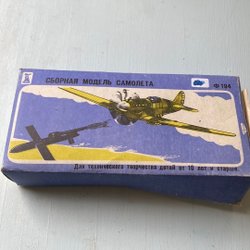 СБОРНАЯ МОДЕЛЬ САМОЛЕТА
Ф-194
Для технического творчества детей от 10 лет и старше.